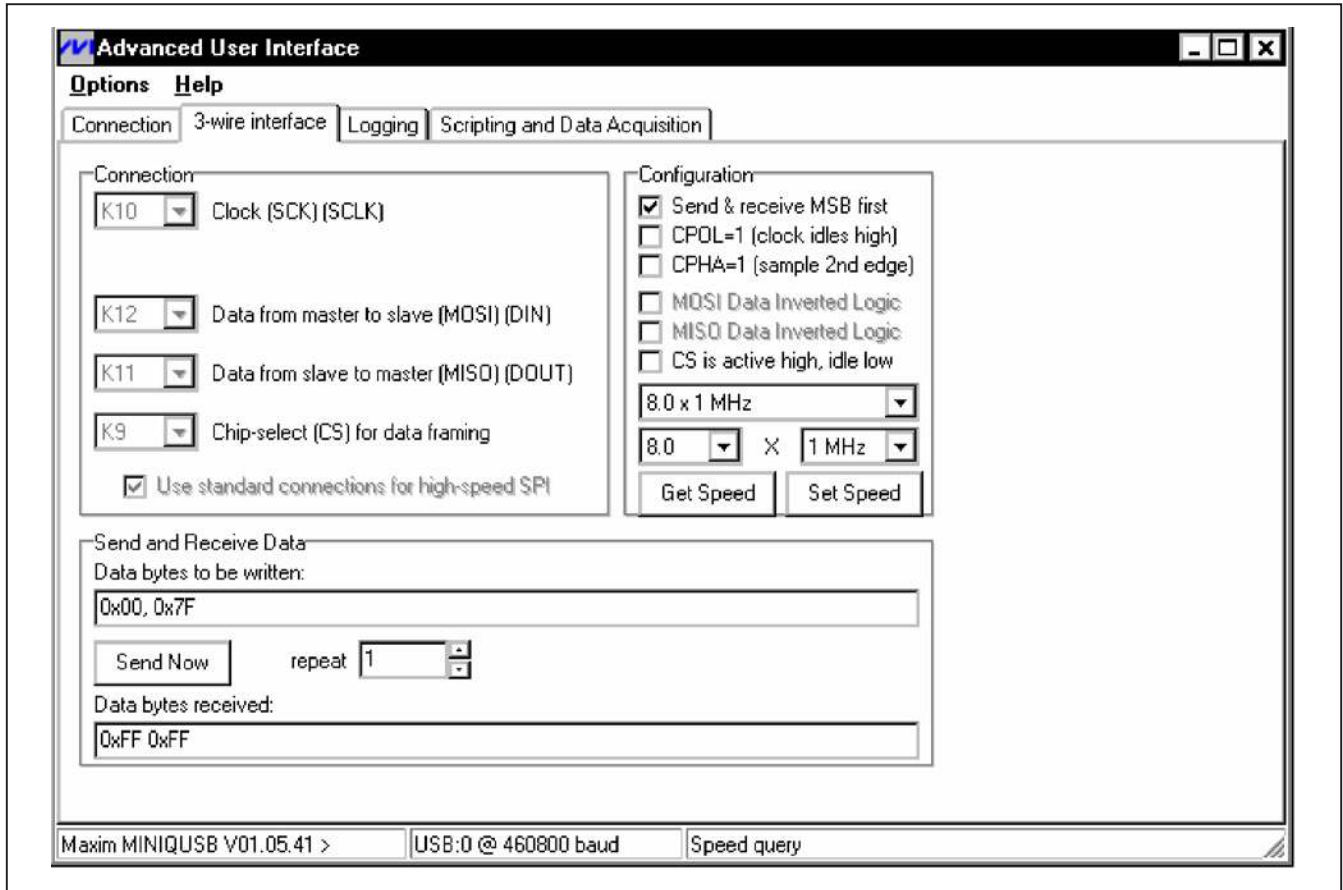 Advanced User Interface
Options Help
Connection 3-wire interface Logging Scripting and Data Acquisition
Connection
K10 Clock (SCK) (SCLK)
K12 Data from master to slave (MOSI) (DIN)
K11 Data from slave to master (MISO) (DOUT)
K9 Chip-select (CS) for data framing
Use standard connections for high-speed SPI
Configuration
Send & receive MSB first
CPOL=1 (clock idles high)
CPHA=1 (sample 2nd edge)
MOSI Data Inverted Logic
MISO Data Inverted Logic
CS is active high, idle low
8.0 x 1 MHz
8.0 X 1 MHz
Get Speed Set Speed
Send and Receive Data
Data bytes to be written:
0x00, 0x7F
Send Now repeat 1
Data bytes received:
0xFF 0xFF
Maxim MINIQUSB V01.05.41 > USB:0 @ 460800 baud Speed query